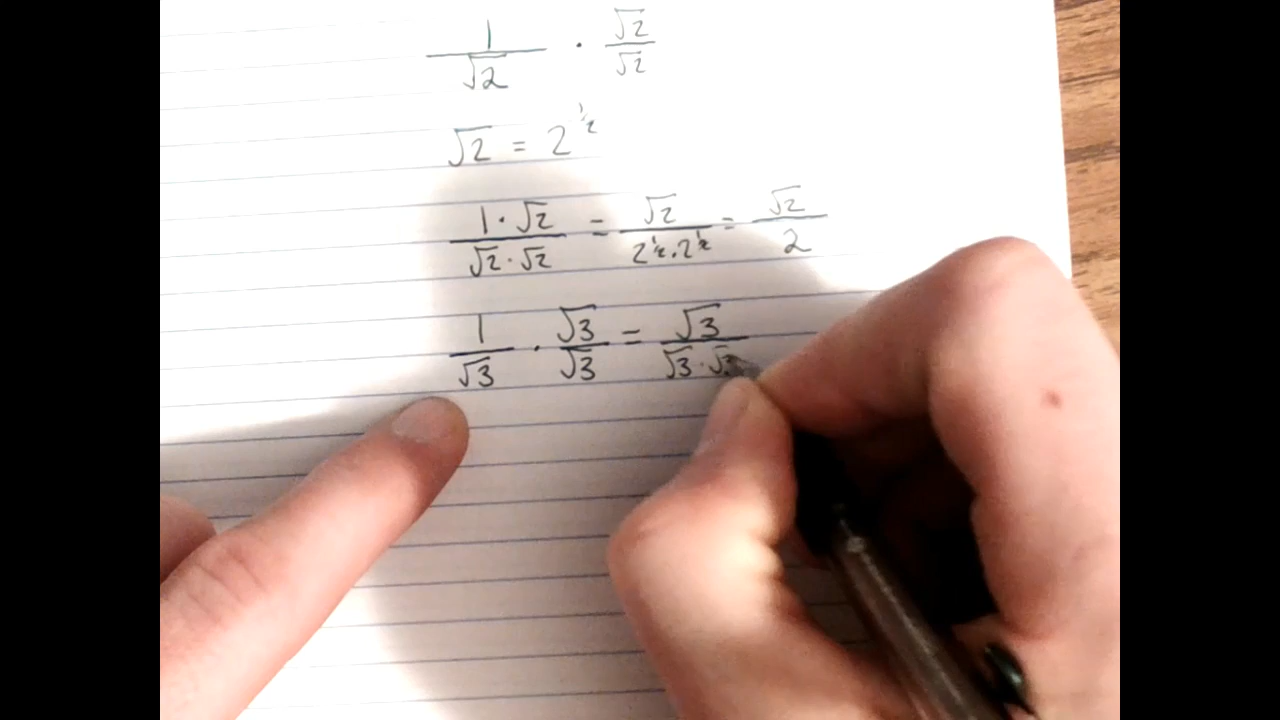 1/√2 · √2/√2
√2 = 2^½
1·√2/√2·√2 = √2/2^½·2^½ = √2/2
1/√3 · √3/√3 = √3/√3·√